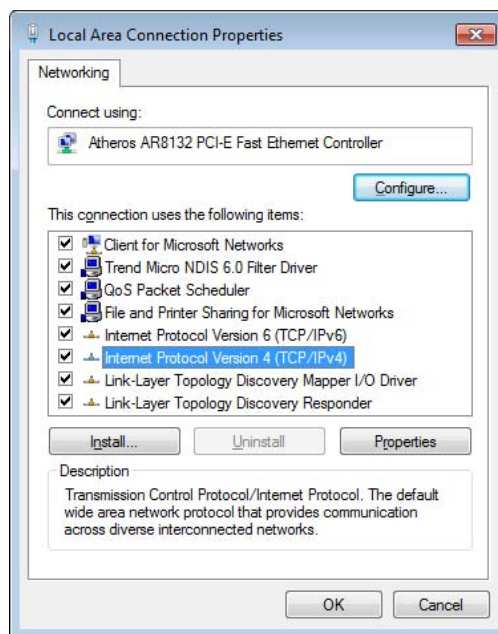 Local Area Connection Properties
Networking
Connect using:
Atheros AR8132 PCI-E Fast Ethernet Controller
Configure...
This connection uses the following items:
Client for Microsoft Networks
Trend Micro NDIS 6.0 Filter Driver
QoS Packet Scheduler
File and Printer Sharing for Microsoft Networks
Internet Protocol Version 6 (TCP/IPv6)
Internet Protocol Version 4 (TCP/IPv4)
Link-Layer Topology Discovery Mapper I/O Driver
Link-Layer Topology Discovery Responder
Install... Uninstall Properties
Description
Transmission Control Protocol/Internet Protocol. The default
wide area network protocol that provides communication
across diverse interconnected networks.
OK Cancel